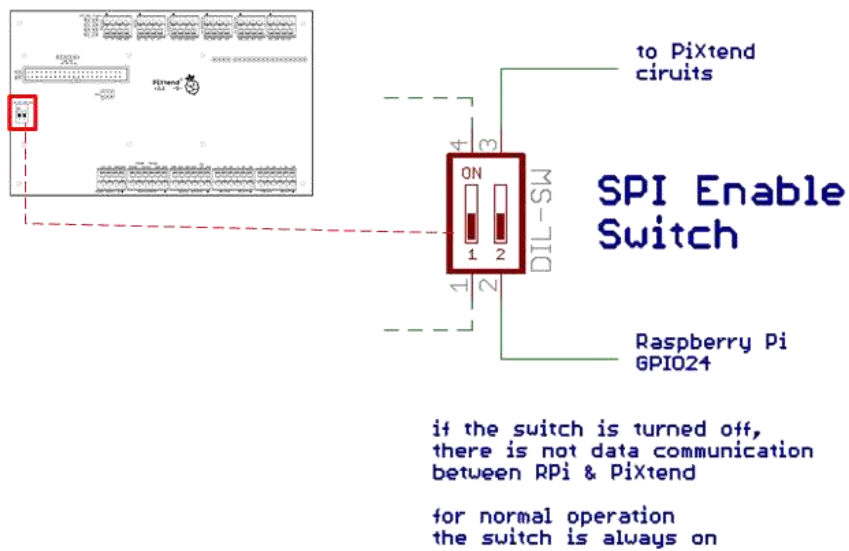 PiXtend
to PiXtend
ciruits
4 3
ON
1 2
DIL-SW
1 2
SPI Enable
Switch
Raspberry Pi
GPIO24
if the switch is turned off,
there is not data communication
between RPi & PiXtend
for normal operation
the switch is always on